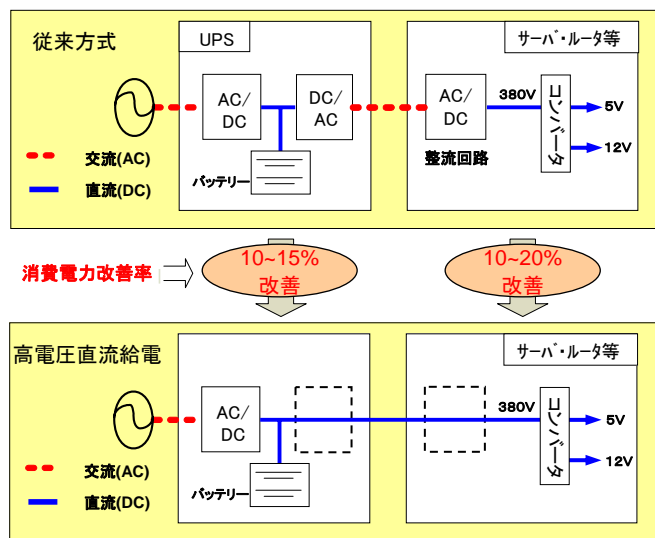 従来方式
UPS
サーバ・ルータ等
AC/
DC
DC/
AC
AC/
DC
380V
コンバータ
5V
12V
バッテリー
整流回路
交流(AC)
直流(DC)
消費電力改善率
10~15%
改善
10~20%
改善
高電圧直流給電
サーバ・ルータ等
AC/
DC
380V
コンバータ
5V
12V
バッテリー
交流(AC)
直流(DC)